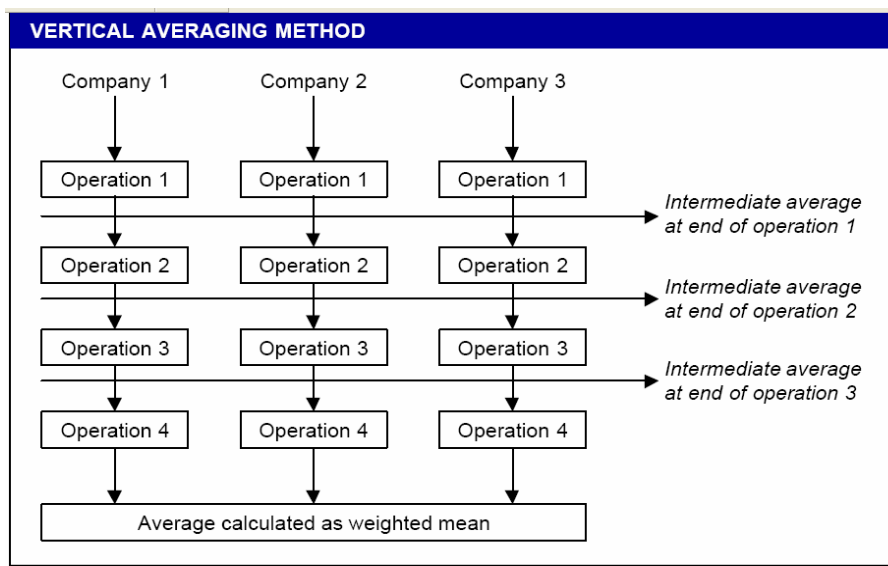 VERTICAL AVERAGING METHOD
Company 1 Company 2 Company 3
Operation 1 Operation 1 Operation 1
Intermediate average
at end of operation 1
Operation 2 Operation 2 Operation 2
Intermediate average
at end of operation 2
Operation 3 Operation 3 Operation 3
Intermediate average
at end of operation 3
Operation 4 Operation 4 Operation 4
Average calculated as weighted mean